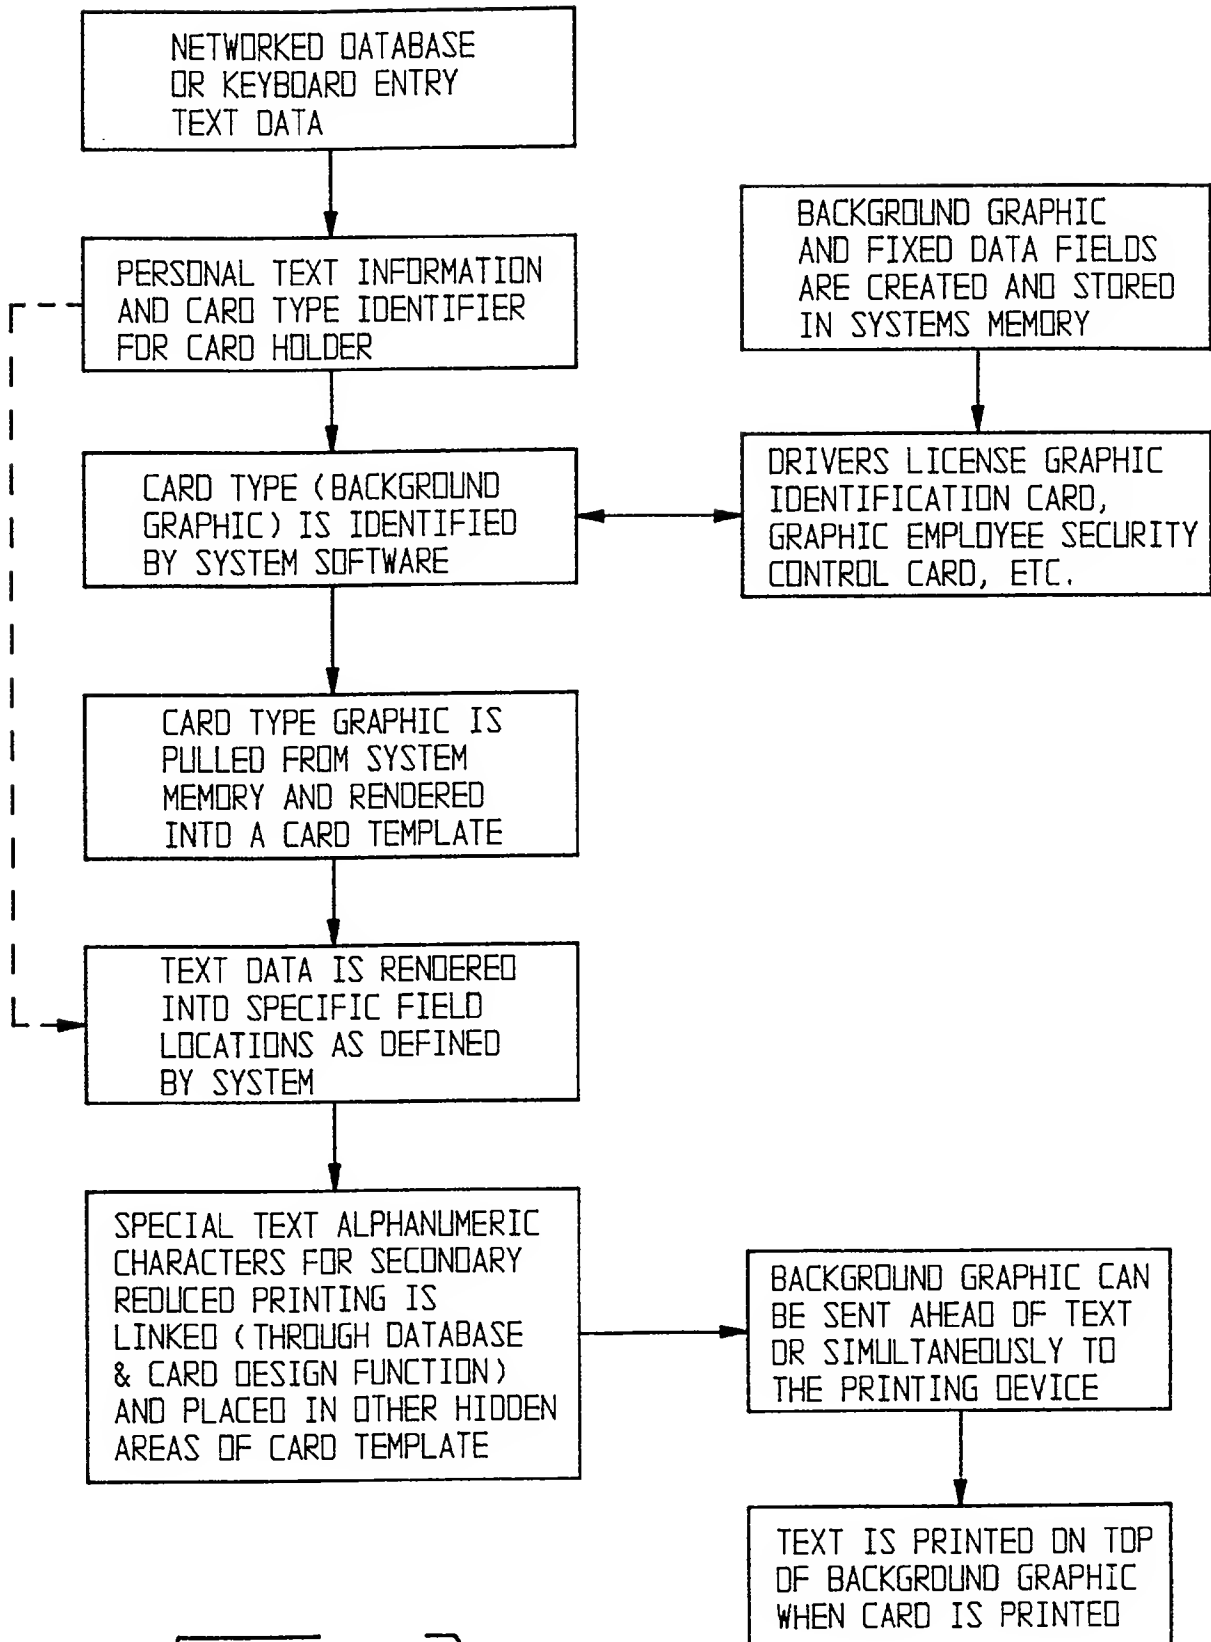 NETWORKED DATABASE
OR KEYBOARD ENTRY
TEXT DATA
PERSONAL TEXT INFORMATION
AND CARD TYPE IDENTIFIER
FOR CARD HOLDER
BACKGROUND GRAPHIC
AND FIXED DATA FIELDS
ARE CREATED AND STORED
IN SYSTEMS MEMORY
CARD TYPE (BACKGROUND
GRAPHIC) IS IDENTIFIED
BY SYSTEM SOFTWARE
DRIVERS LICENSE GRAPHIC
IDENTIFICATION CARD,
GRAPHIC EMPLOYEE SECURITY
CONTROL CARD, ETC.
CARD TYPE GRAPHIC IS
PULLED FROM SYSTEM
MEMORY AND RENDERED
INTO A CARD TEMPLATE
TEXT DATA IS RENDERED
INTO SPECIFIC FIELD
LOCATIONS AS DEFINED
BY SYSTEM
SPECIAL TEXT ALPHANUMERIC
CHARACTERS FOR SECONDARY
REDUCED PRINTING IS
LINKED (THROUGH DATABASE
& CARD DESIGN FUNCTION)
AND PLACED IN OTHER HIDDEN
AREAS OF CARD TEMPLATE
BACKGROUND GRAPHIC CAN
BE SENT AHEAD OF TEXT
OR SIMULTANEOUSLY TO
THE PRINTING DEVICE
TEXT IS PRINTED ON TOP
OF BACKGROUND GRAPHIC
WHEN CARD IS PRINTED